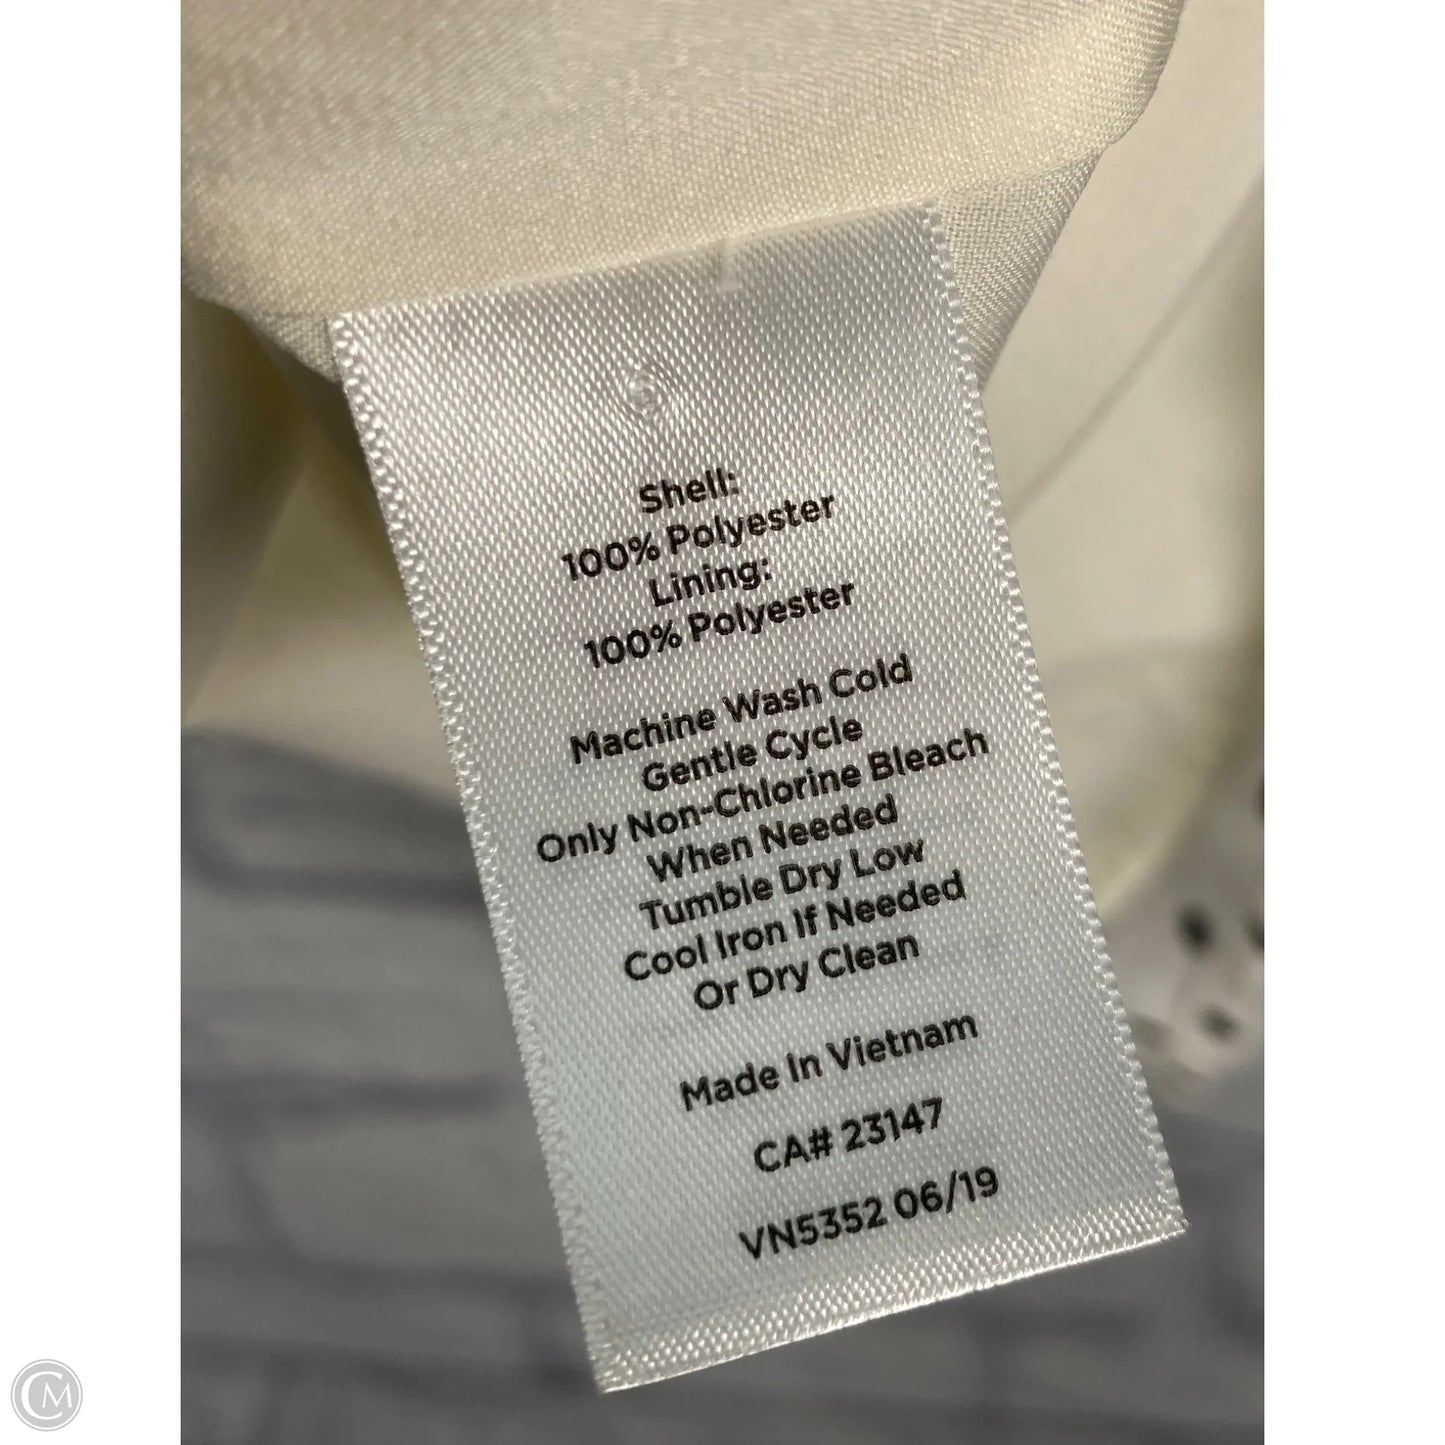 Shell:
100% Polyester
Lining:
100% Polyester
Machine Wash Cold
Gentle Cycle
Only Non-Chlorine Bleach
When Needed
Tumble Dry Low
Cool Iron If Needed
Or Dry Clean
Made In Vietnam
CA# 23147
VN5352 06/19
CM